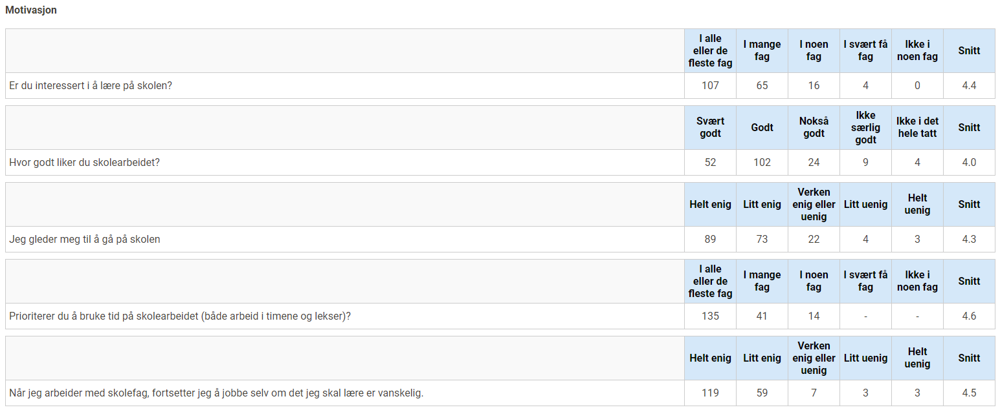 Motivasjon
I alle eller de fleste fag I mange fag I noen fag I svært få fag Ikke i noen fag Snitt
Er du interessert i å lære på skolen? 107 65 16 4 0 4.4
Svært godt Godt Nokså godt Ikke særlig godt Ikke i det hele tatt Snitt
Hvor godt liker du skolearbeidet? 52 102 24 9 4 4.0
Helt enig Litt enig Verken enig eller uenig Litt uenig Helt uenig Snitt
Jeg gleder meg til å gå på skolen 89 73 22 4 3 4.3
I alle eller de fleste fag I mange fag I noen fag I svært få fag Ikke i noen fag Snitt
Prioriterer du å bruke tid på skolearbeidet (både arbeid i timene og lekser)? 135 41 14 - - 4.6
Helt enig Litt enig Verken enig eller uenig Litt uenig Helt uenig Snitt
Når jeg arbeider med skolefag, fortsetter jeg å jobbe selv om det jeg skal lære er vanskelig. 119 59 7 3 3 4.5